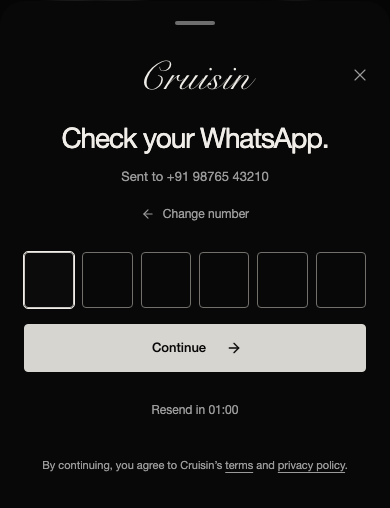 Cruisin
Check your WhatsApp.
Sent to +91 98765 43210
← Change number
Continue →
Resend in 01:00
By continuing, you agree to Cruisin's terms and privacy policy.